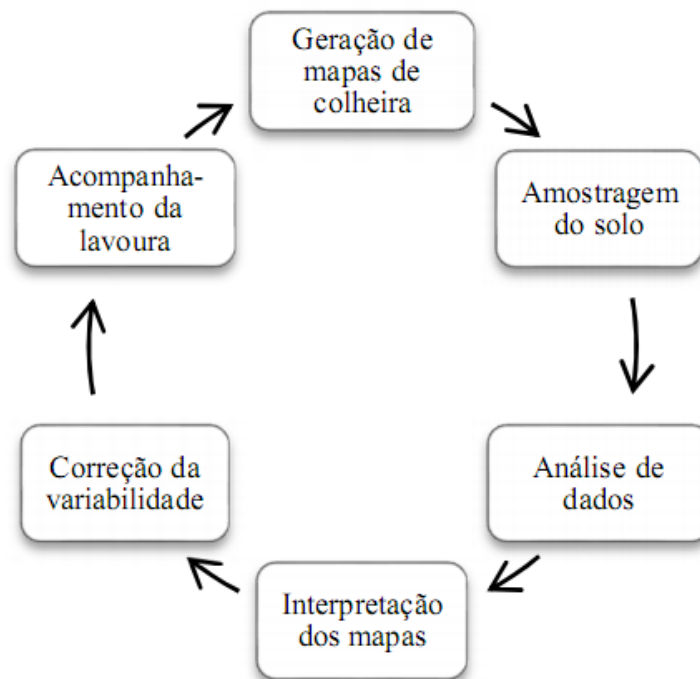 Geração de
mapas de
colheira
Amostragem
do solo
Análise de
dados
Interpretação
dos mapas
Correção da
variabilidade
Acompanha-
mento da
lavoura